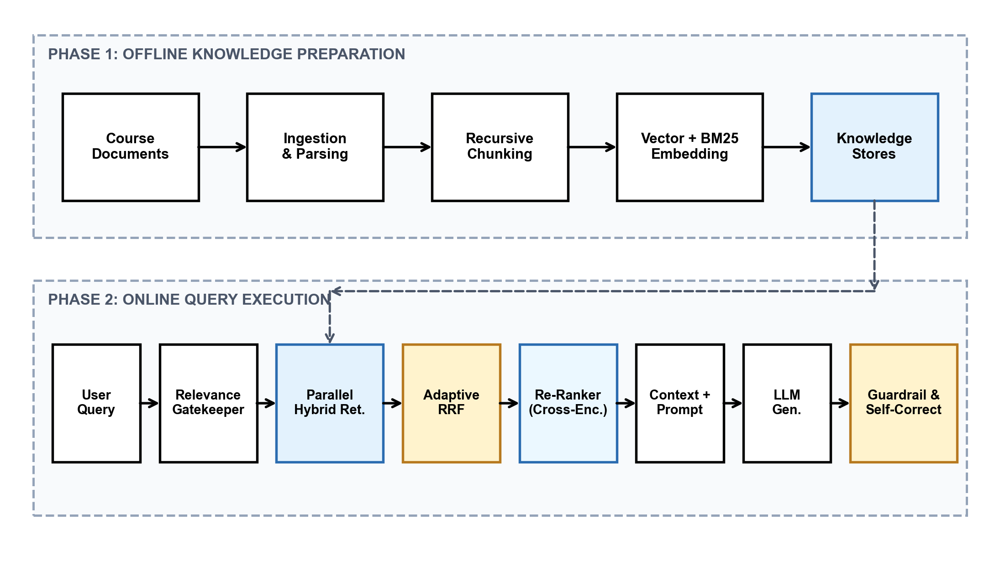 PHASE 1: OFFLINE KNOWLEDGE PREPARATION
Course
Documents
Ingestion
& Parsing
Recursive
Chunking
Vector + BM25
Embedding
Knowledge
Stores
PHASE 2: ONLINE QUERY EXECUTION
User
Query
Relevance
Gatekeeper
Parallel
Hybrid Ret.
Adaptive
RRF
Re-Ranker
(Cross-Enc.)
Context +
Prompt
LLM
Gen.
Guardrail &
Self-Correct